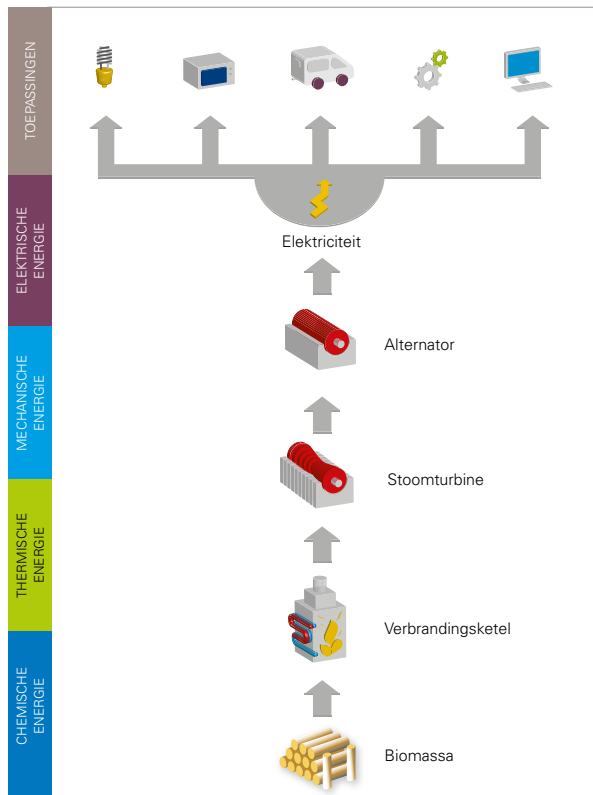 TOEPASSINGEN
ELEKTRISCHE
ENERGIE
Elektriciteit
MECHANISCHE
ENERGIE
Alternator
THERMISCHE
ENERGIE
Stoomturbine
Verbrandingsketel
CHEMISCHE
ENERGIE
Biomassa